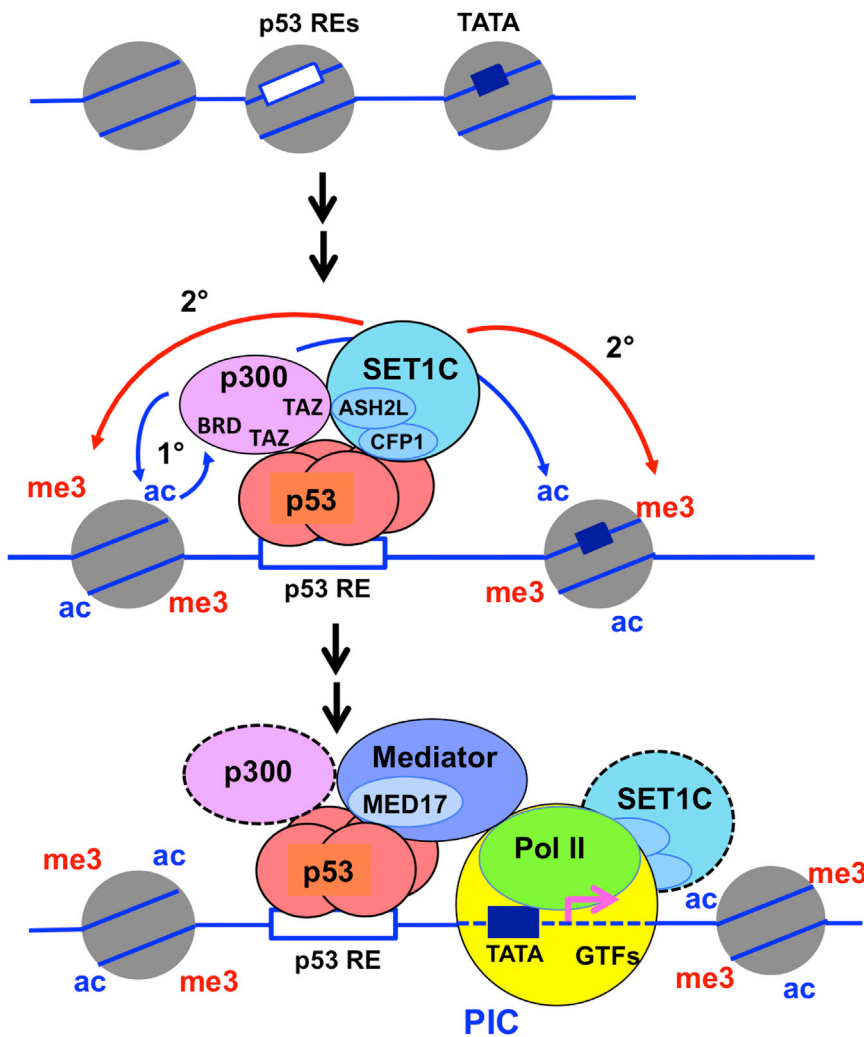 p53 REs
TATA
2°
2°
p300
SET1C
TAZ
ASH2L
BRD
TAZ
CFP1
1°
me3
ac
ac
me3
p53
p53 RE
ac
me3
me3
ac
p300
Mediator
MED17
SET1C
Pol II
me3
ac
p53
me3
ac
p53 RE
TATA
GTFs
ac
me3
me3
ac
PIC